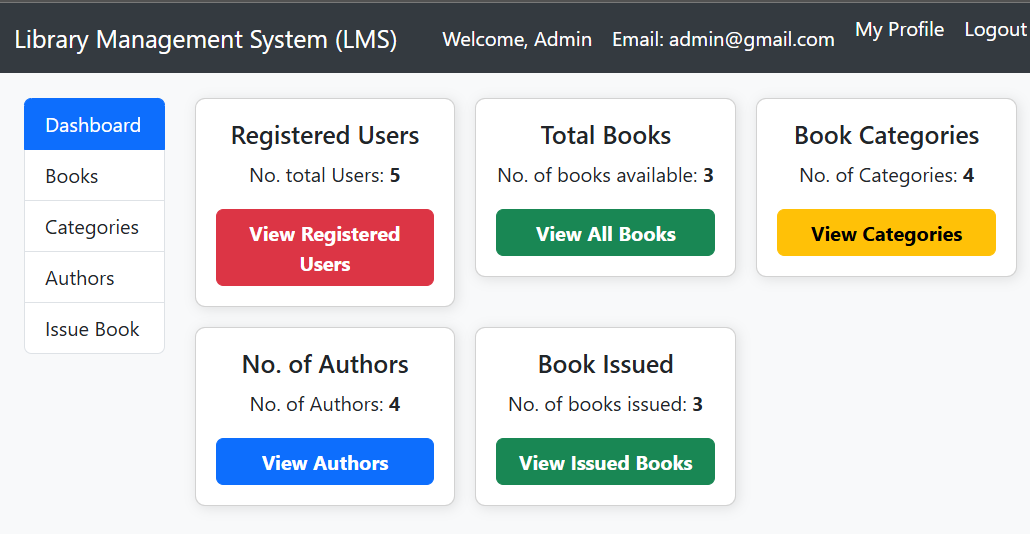 Library Management System (LMS) Welcome, Admin Email: admin@gmail.com My Profile Logout
Dashboard
Books
Categories
Authors
Issue Book
Registered Users
No. total Users: 5
View Registered
Users
Total Books
No. of books available: 3
View All Books
Book Categories
No. of Categories: 4
View Categories
No. of Authors
No. of Authors: 4
View Authors
Book Issued
No. of books issued: 3
View Issued Books